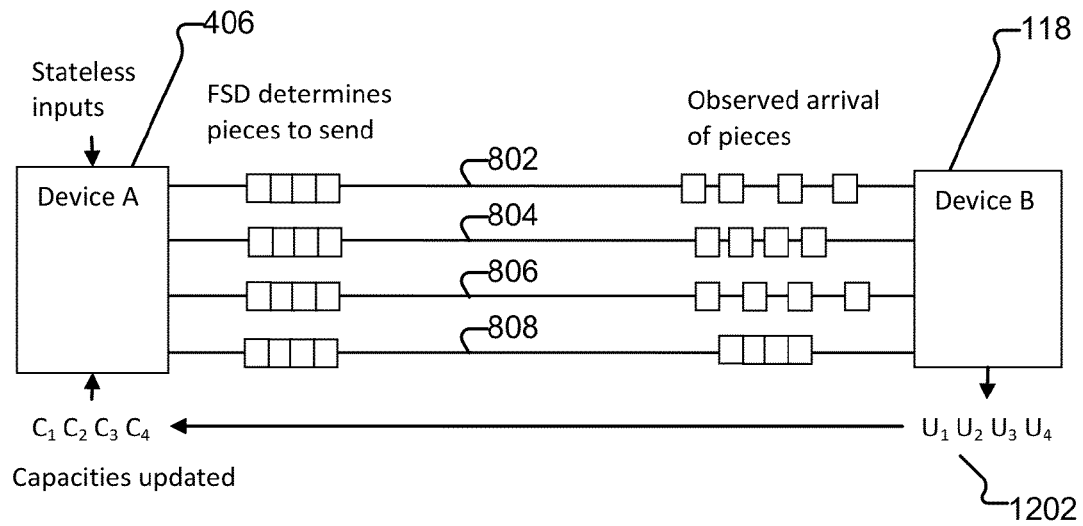 406
118
Stateless
inputs
FSD determines
pieces to send
Observed arrival
of pieces
802
Device A
Device B
804
806
808
C₁ C₂ C₃ C₄
U₁ U₂ U₃ U₄
Capacities updated
1202